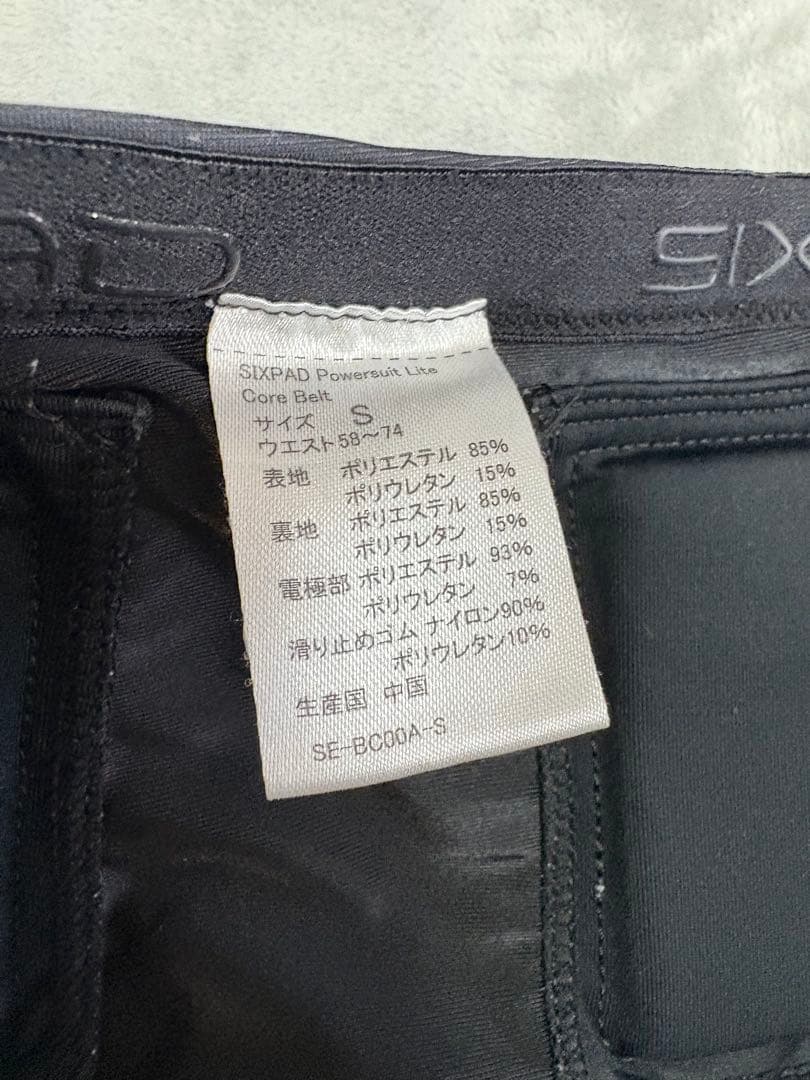 AD
SIX
SIXPAD Powersuit Lite
Core Belt
サイズ S
ウエスト58～74
表地 ポリエステル 85%
ポリウレタン 15%
裏地 ポリエステル 85%
ポリウレタン 15%
電極部 ポリエステル 93%
ポリウレタン 7%
滑り止めゴム ナイロン90%
ポリウレタン10%
生産国 中国
SE-BC00A-S